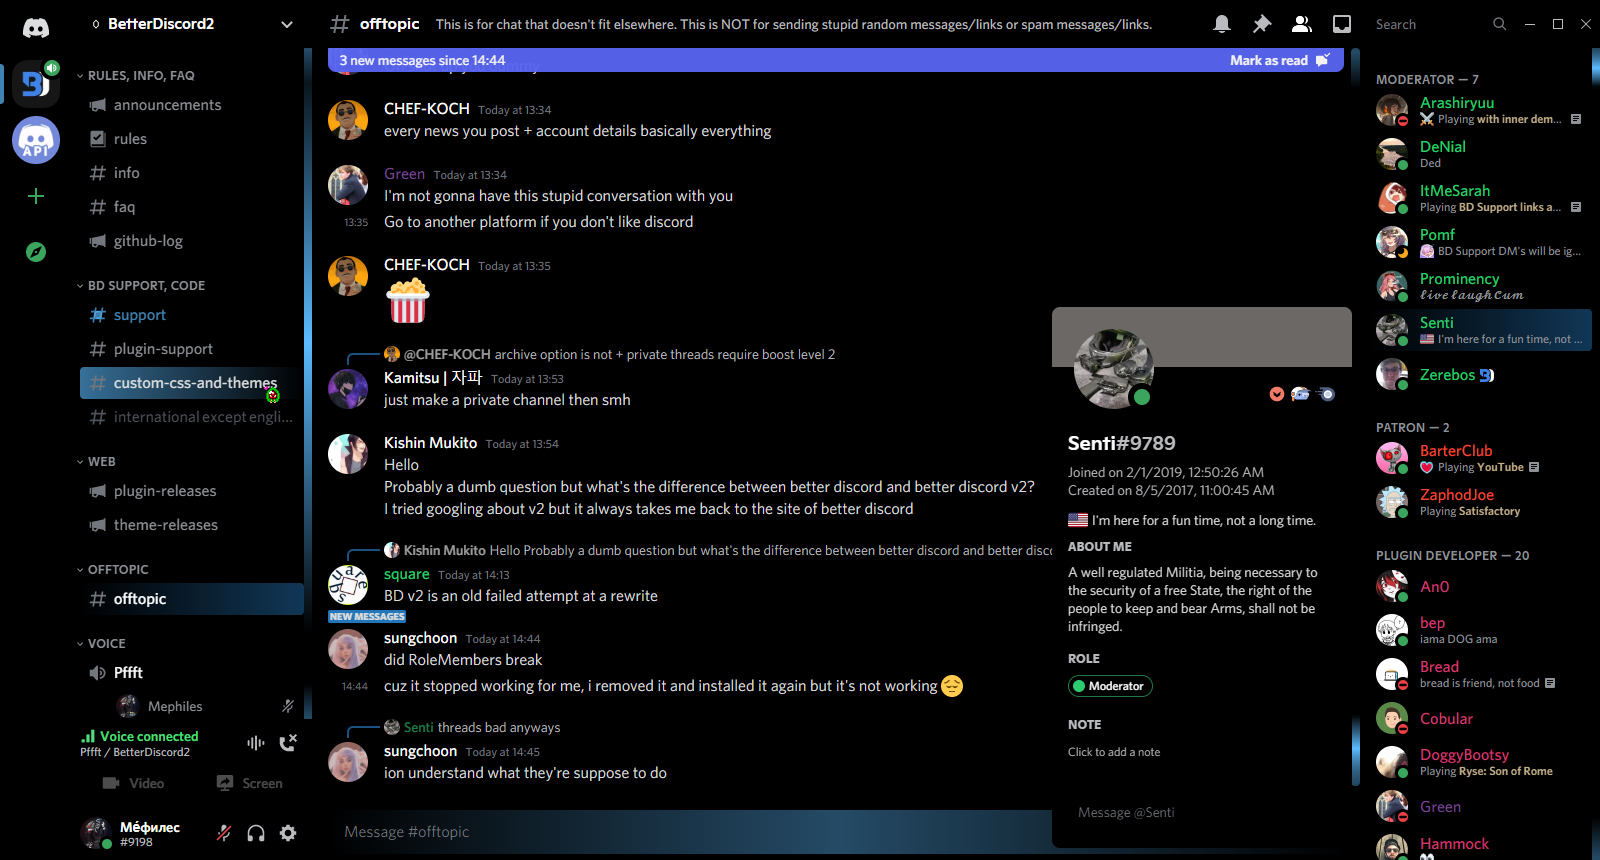 BetterDiscord2
RULES, INFO, FAQ
announcements
rules
info
faq
github-log
BD SUPPORT, CODE
support
plugin-support
custom-css-and-themes
international except engli...
WEB
plugin-releases
theme-releases
OFFTOPIC
offtopic
VOICE
Pffft
Mephiles
Voice connected
Pffft / BetterDiscord2
Video
Screen
Мéфилес
#9198
API
offtopic
This is for chat that doesn't fit elsewhere. This is NOT for sending stupid random messages/links or spam messages/links.
Search
3 new messages since 14:44
Mark as read
CHEF-KOCH Today at 13:34
every news you post + account details basically everything
Green Today at 13:34
I'm not gonna have this stupid conversation with you
13:35 Go to another platform if you don't like discord
CHEF-KOCH Today at 13:35
@CHEF-KOCH archive option is not + private threads require boost level 2
Kamitsu | 자파 Today at 13:53
just make a private channel then smh
Kishin Mukito Today at 13:54
Hello
Probably a dumb question but what's the difference between better discord and better discord v2?
I tried googling about v2 but it always takes me back to the site of better discord
Kishin Mukito Hello Probably a dumb question but what's the difference between better discord and better disc
square Today at 14:13
BD v2 is an old failed attempt at a rewrite
NEW MESSAGES
sungchoon Today at 14:44
did RoleMembers break
14:44 cuz it stopped working for me, i removed it and installed it again but it's not working
Senti threads bad anyways
sungchoon Today at 14:45
ion understand what they're suppose to do
Message #offtopic
Senti#9789
Joined on 2/1/2019, 12:50:26 AM
Created on 8/5/2017, 11:00:45 AM
I'm here for a fun time, not a long time.
ABOUT ME
A well regulated Militia, being necessary to
the security of a free State, the right of the
people to keep and bear Arms, shall not be
infringed.
ROLE
Moderator
NOTE
Click to add a note
Message @Senti
MODERATOR — 7
Arashiryuu
Playing with inner dem...
DeNial
Ded
ItMeSarah
Playing BD Support links a...
Pomf
BD Support DM's will be ig...
Prominency
𝓵𝓲𝓿𝓮 𝓵𝓪𝓾𝓰𝓱 𝓒𝓾𝓶
Senti
I'm here for a fun time, not ...
Zerebos
PATRON — 2
BarterClub
Playing YouTube
ZaphodJoe
Playing Satisfactory
PLUGIN DEVELOPER — 20
An0
bep
iama DOG ama
Bread
bread is friend, not food
Cobular
DoggyBootsy
Playing Ryse: Son of Rome
Green
Hammock